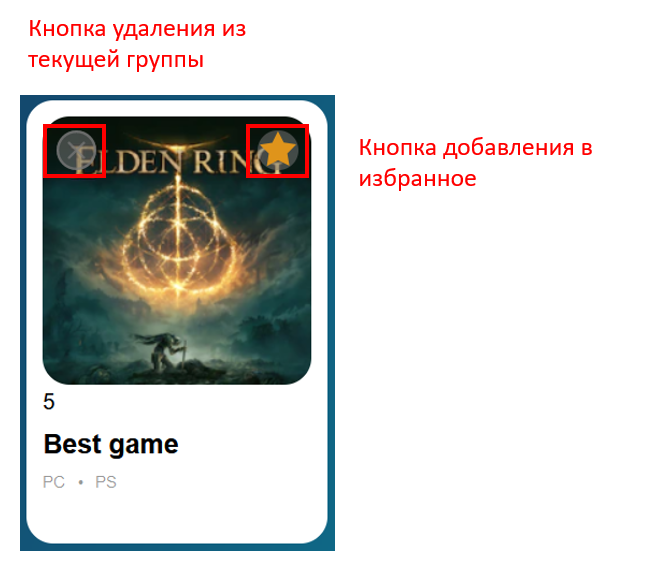 Кнопка удаления из
текущей группы
ELDEN RING
Кнопка добавления в
избранное
5
Best game
PC • PS